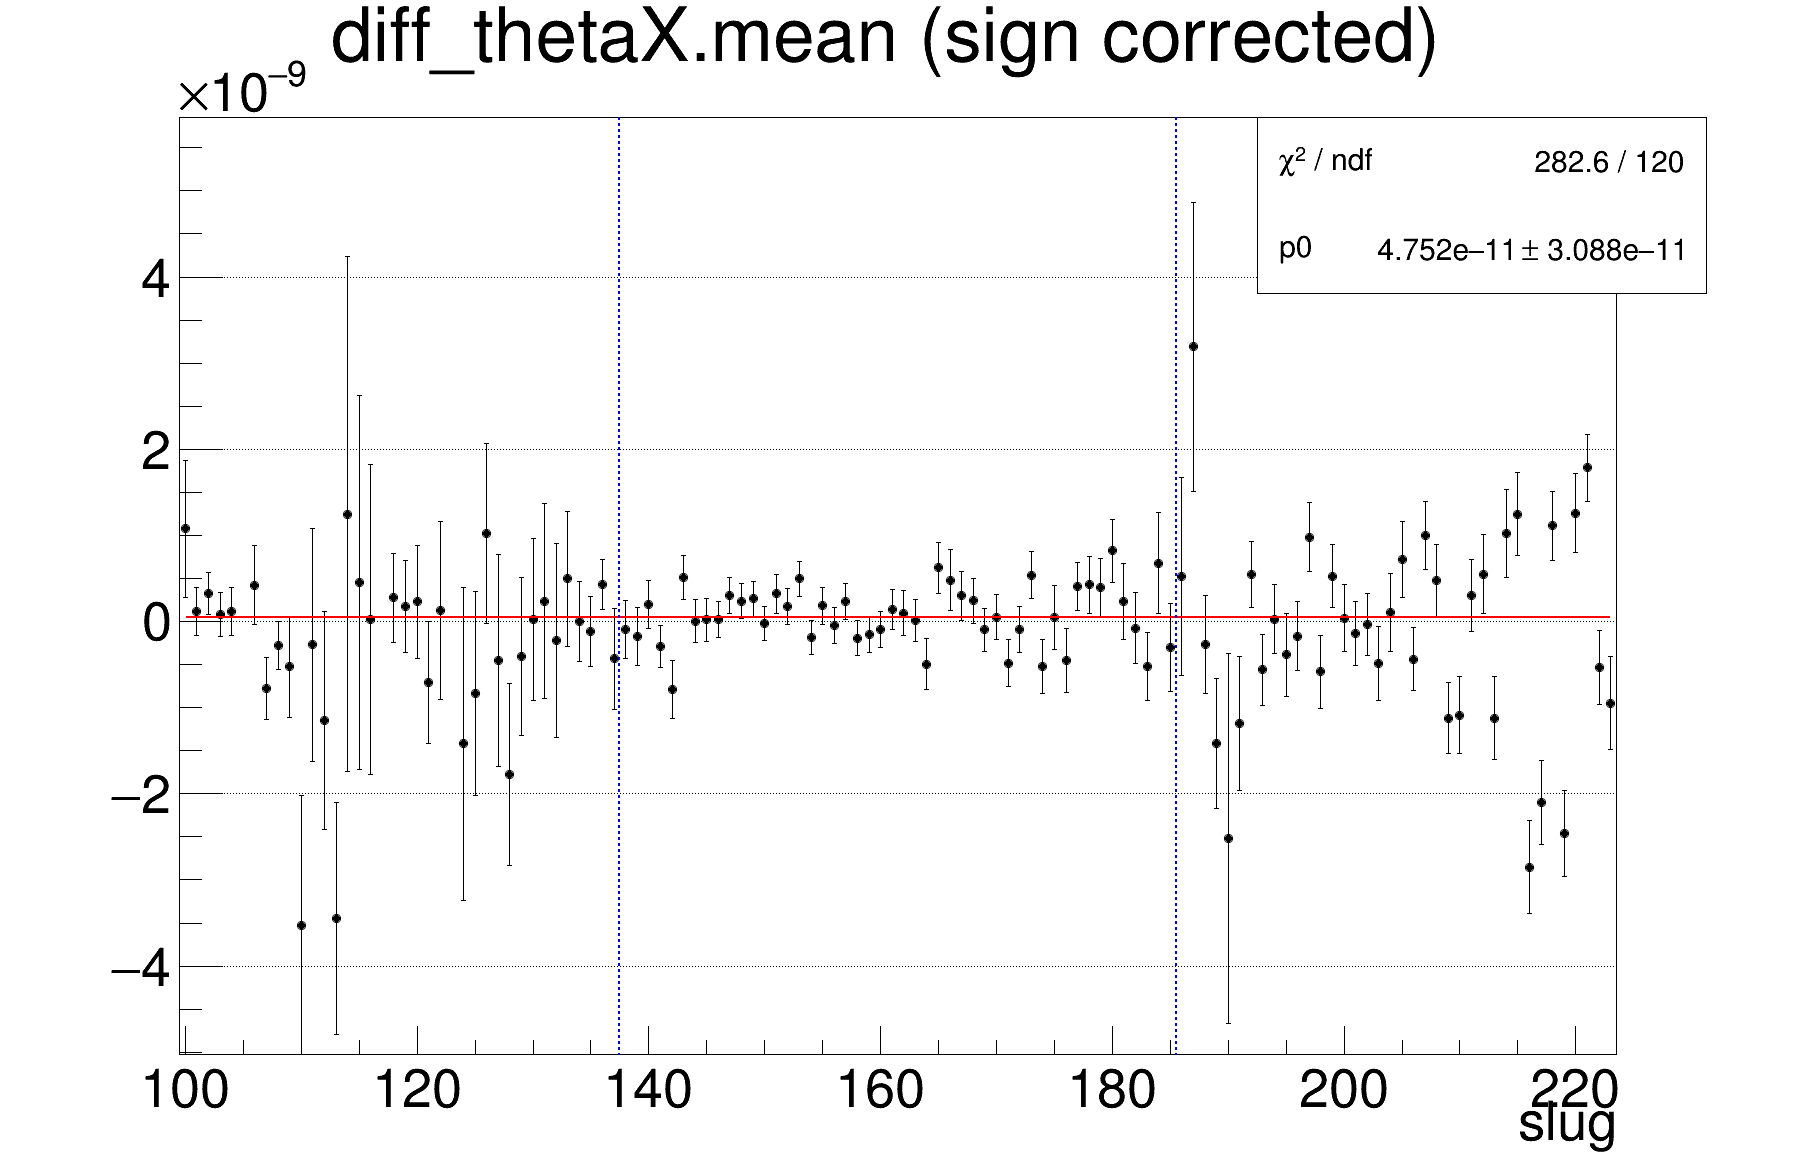 diff_thetaX.mean (sign corrected)
×10⁻⁹
χ² / ndf 282.6 / 120
p0 4.752e−11 ± 3.088e−11
4
2
0
−2
−4
100 120 140 160 180 200 220
slug